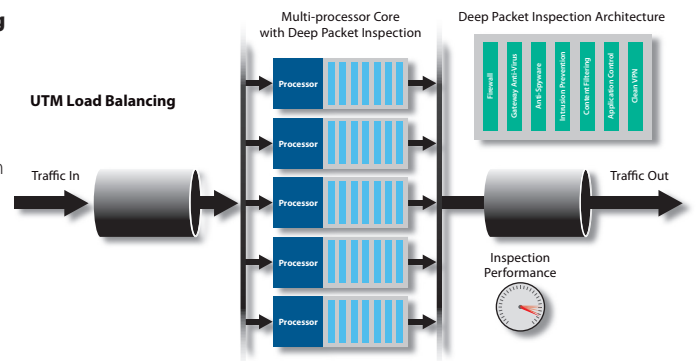 g
Multi-processor Core
with Deep Packet Inspection
Deep Packet Inspection Architecture
UTM Load Balancing
n
Traffic In
Processor
Processor
Processor
Processor
Processor
Firewall
Gateway Anti-Virus
Anti-Spyware
Intrusion Prevention
Content Filtering
Application Control
Clean VPN
Traffic Out
Inspection
Performance